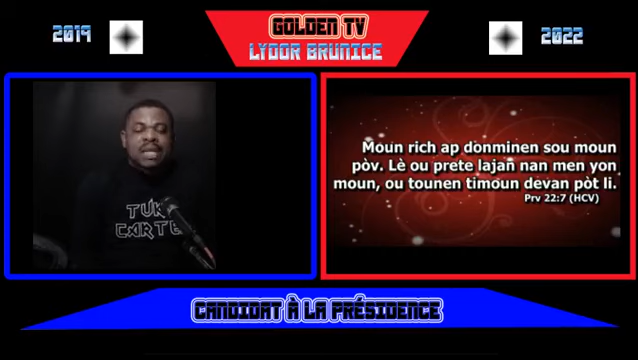 2019
GOLDEN TV
LYDOR BRUNICE
2022
TUK
CARTE
Moun rich ap donminen sou moun
pòv. Lè ou prete lajan nan men yon
moun, ou tounen timoun devan pòt li.
Prv 22:7 (HCV)
CANDIDAT À LA PRÉSIDENCE